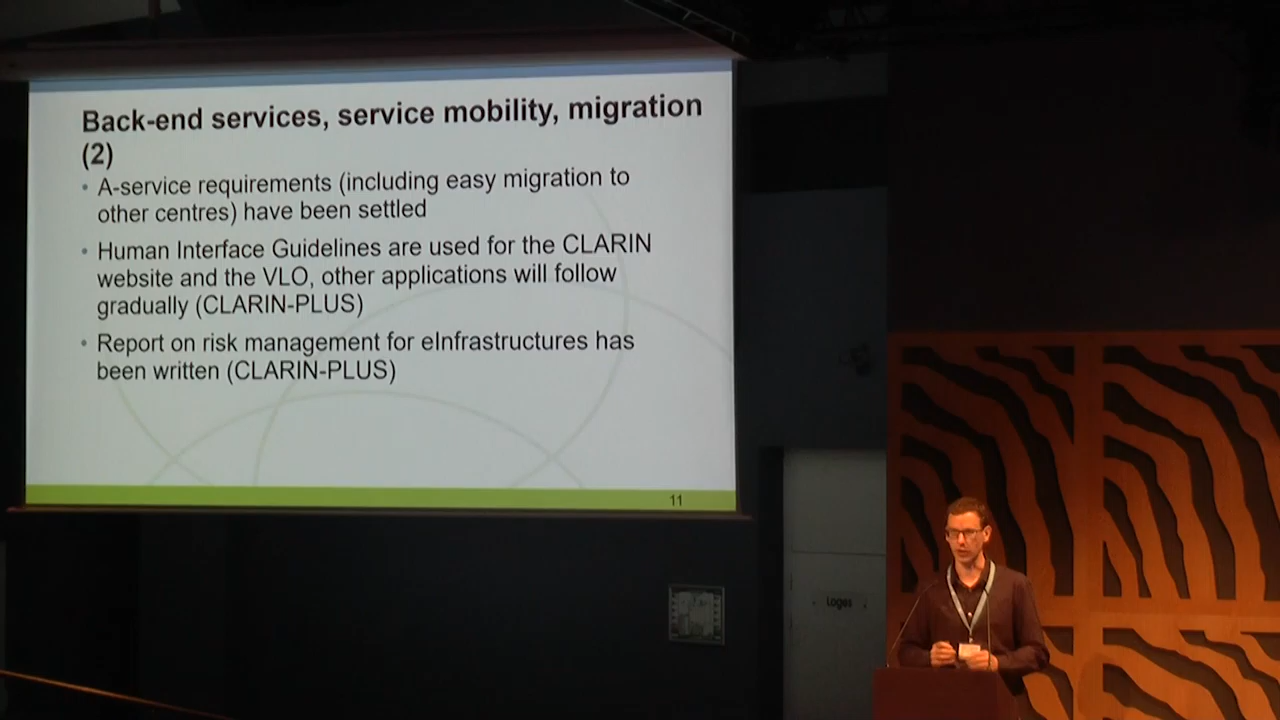 Back-end services, service mobility, migration
(2)
• A-service requirements (including easy migration to
other centres) have been settled
• Human Interface Guidelines are used for the CLARIN
website and the VLO, other applications will follow
gradually (CLARIN-PLUS)
• Report on risk management for eInfrastructures has
been written (CLARIN-PLUS)
11
Loges